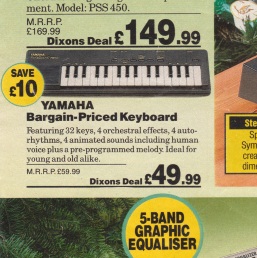 ment. Model: PSS 450.
M.R.R.P.
£169.99
Dixons Deal £149.99
SAVE
£10
YAMAHA
Bargain-Priced Keyboard
Featuring 32 keys, 4 orchestral effects, 4 auto-
rhythms, 4 animated sounds including human
voice plus a pre-programmed melody. Ideal for
young and old alike.
M.R.R.P. £59.99
Dixons Deal £49.99
Ste
Sp
Sym
crea
dime
5-BAND
GRAPHIC
EQUALISER